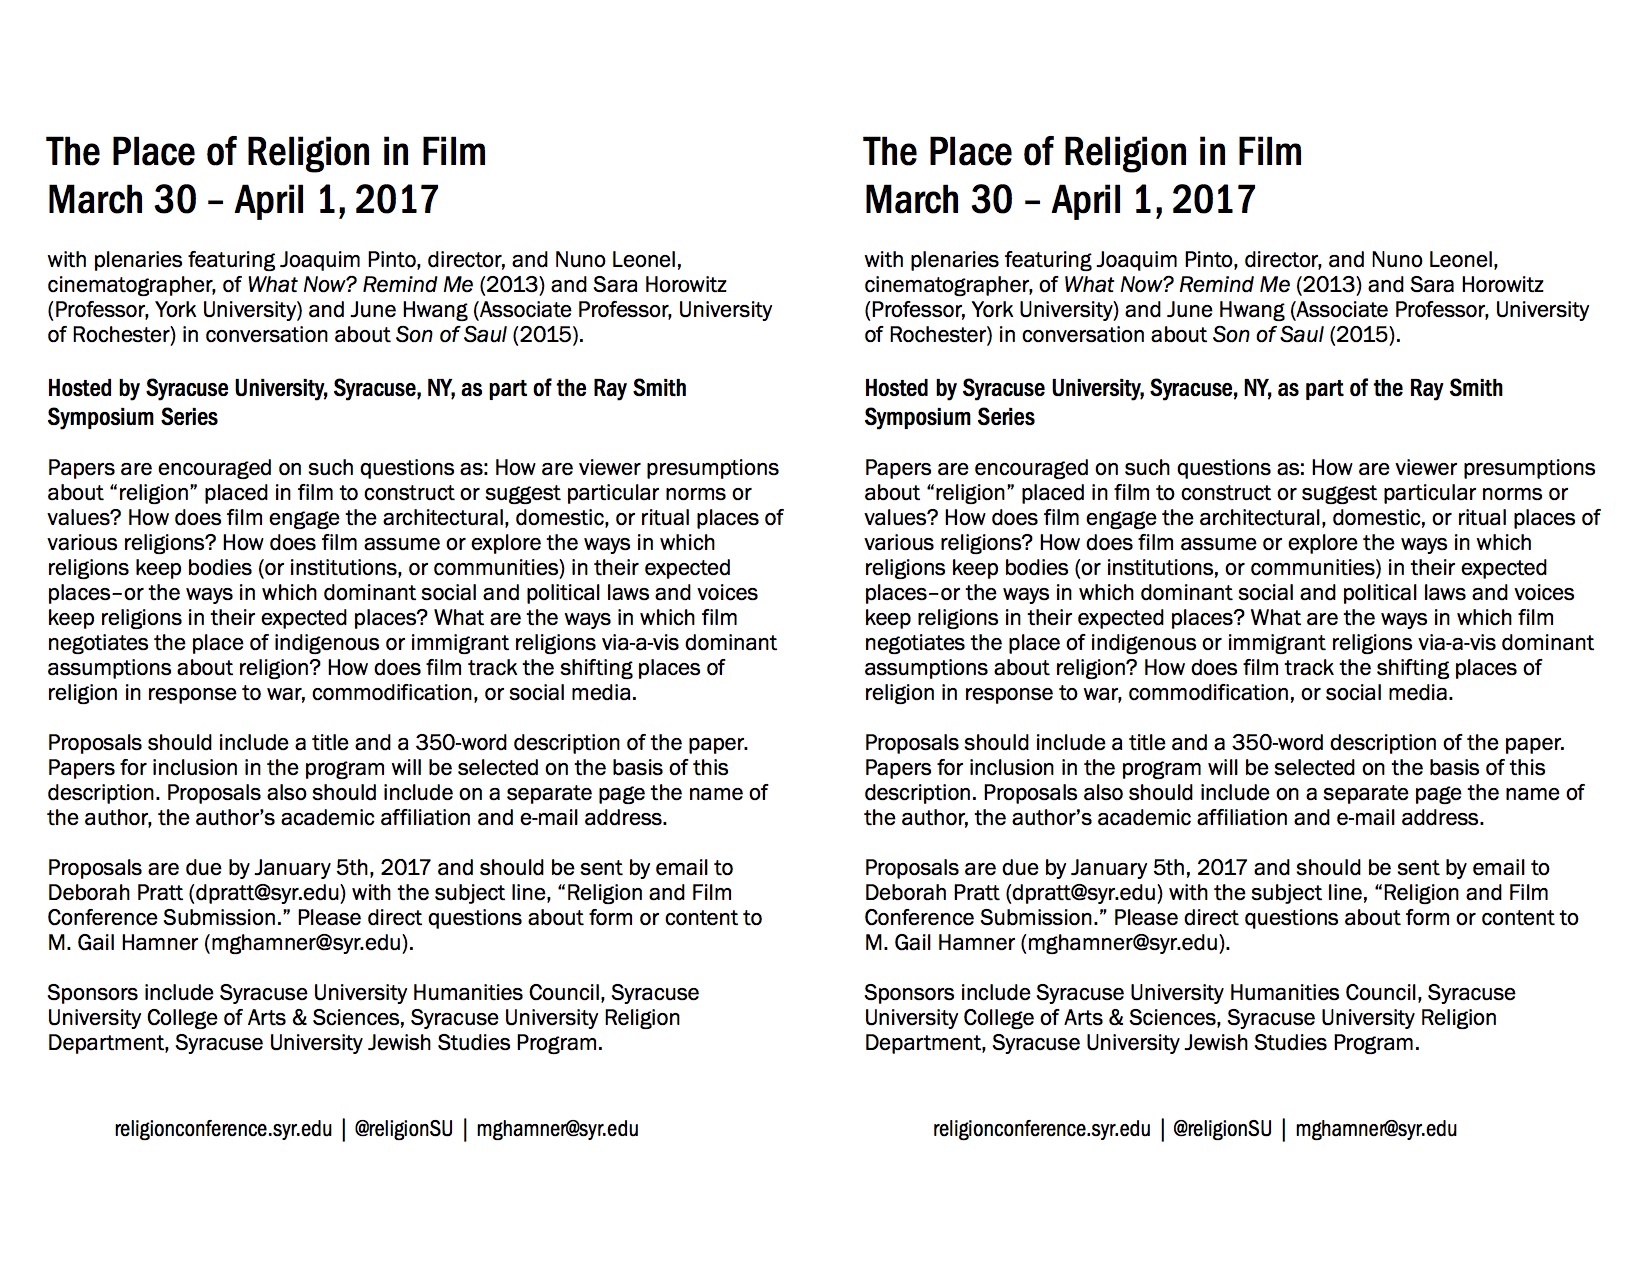 The Place of Religion in Film
March 30 – April 1, 2017
with plenaries featuring Joaquim Pinto, director, and Nuno Leonel,
cinematographer, of What Now? Remind Me (2013) and Sara Horowitz
(Professor, York University) and June Hwang (Associate Professor, University
of Rochester) in conversation about Son of Saul (2015).
Hosted by Syracuse University, Syracuse, NY, as part of the Ray Smith
Symposium Series
Papers are encouraged on such questions as: How are viewer presumptions
about “religion” placed in film to construct or suggest particular norms or
values? How does film engage the architectural, domestic, or ritual places of
various religions? How does film assume or explore the ways in which
religions keep bodies (or institutions, or communities) in their expected
places–or the ways in which dominant social and political laws and voices
keep religions in their expected places? What are the ways in which film
negotiates the place of indigenous or immigrant religions via-a-vis dominant
assumptions about religion? How does film track the shifting places of
religion in response to war, commodification, or social media.
Proposals should include a title and a 350-word description of the paper.
Papers for inclusion in the program will be selected on the basis of this
description. Proposals also should include on a separate page the name of
the author, the author’s academic affiliation and e-mail address.
Proposals are due by January 5th, 2017 and should be sent by email to
Deborah Pratt (dpratt@syr.edu) with the subject line, “Religion and Film
Conference Submission.” Please direct questions about form or content to
M. Gail Hamner (mghamner@syr.edu).
Sponsors include Syracuse University Humanities Council, Syracuse
University College of Arts & Sciences, Syracuse University Religion
Department, Syracuse University Jewish Studies Program.
religionconference.syr.edu | @religionSU | mghamner@syr.edu
The Place of Religion in Film
March 30 – April 1, 2017
with plenaries featuring Joaquim Pinto, director, and Nuno Leonel,
cinematographer, of What Now? Remind Me (2013) and Sara Horowitz
(Professor, York University) and June Hwang (Associate Professor, University
of Rochester) in conversation about Son of Saul (2015).
Hosted by Syracuse University, Syracuse, NY, as part of the Ray Smith
Symposium Series
Papers are encouraged on such questions as: How are viewer presumptions
about “religion” placed in film to construct or suggest particular norms or
values? How does film engage the architectural, domestic, or ritual places of
various religions? How does film assume or explore the ways in which
religions keep bodies (or institutions, or communities) in their expected
places–or the ways in which dominant social and political laws and voices
keep religions in their expected places? What are the ways in which film
negotiates the place of indigenous or immigrant religions via-a-vis dominant
assumptions about religion? How does film track the shifting places of
religion in response to war, commodification, or social media.
Proposals should include a title and a 350-word description of the paper.
Papers for inclusion in the program will be selected on the basis of this
description. Proposals also should include on a separate page the name of
the author, the author’s academic affiliation and e-mail address.
Proposals are due by January 5th, 2017 and should be sent by email to
Deborah Pratt (dpratt@syr.edu) with the subject line, “Religion and Film
Conference Submission.” Please direct questions about form or content to
M. Gail Hamner (mghamner@syr.edu).
Sponsors include Syracuse University Humanities Council, Syracuse
University College of Arts & Sciences, Syracuse University Religion
Department, Syracuse University Jewish Studies Program.
religionconference.syr.edu | @religionSU | mghamner@syr.edu